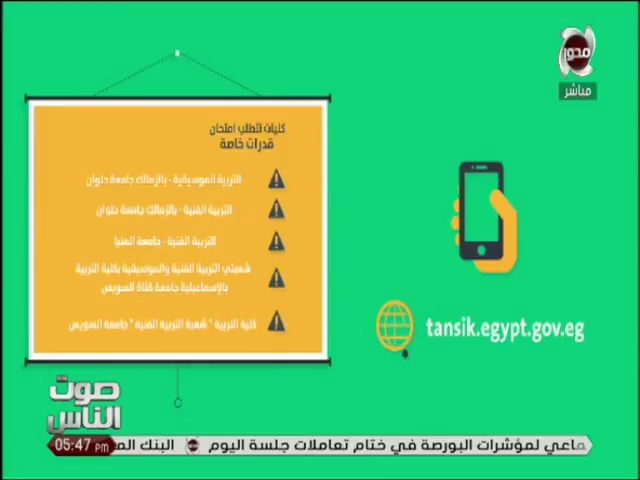 محور
مباشر
كليات تتطلب امتحان
قدرات خاصة
التربية الموسيقية - بالزمالك جامعة حلوان
التربية الفنية - بالزمالك جامعة حلوان
التربية الفنية - جامعة المنيا
شعبتي التربية الفنية والموسيقية بكلية التربية
بالإسماعيلية جامعة قناة السويس
كلية التربية " شعبة التربية الفنية " جامعة السويس
tansik.egypt.gov.eg
صوت
الناس
05:47 PM
ماعي لمؤشرات البورصة في ختام تعاملات جلسة اليوم
البنك